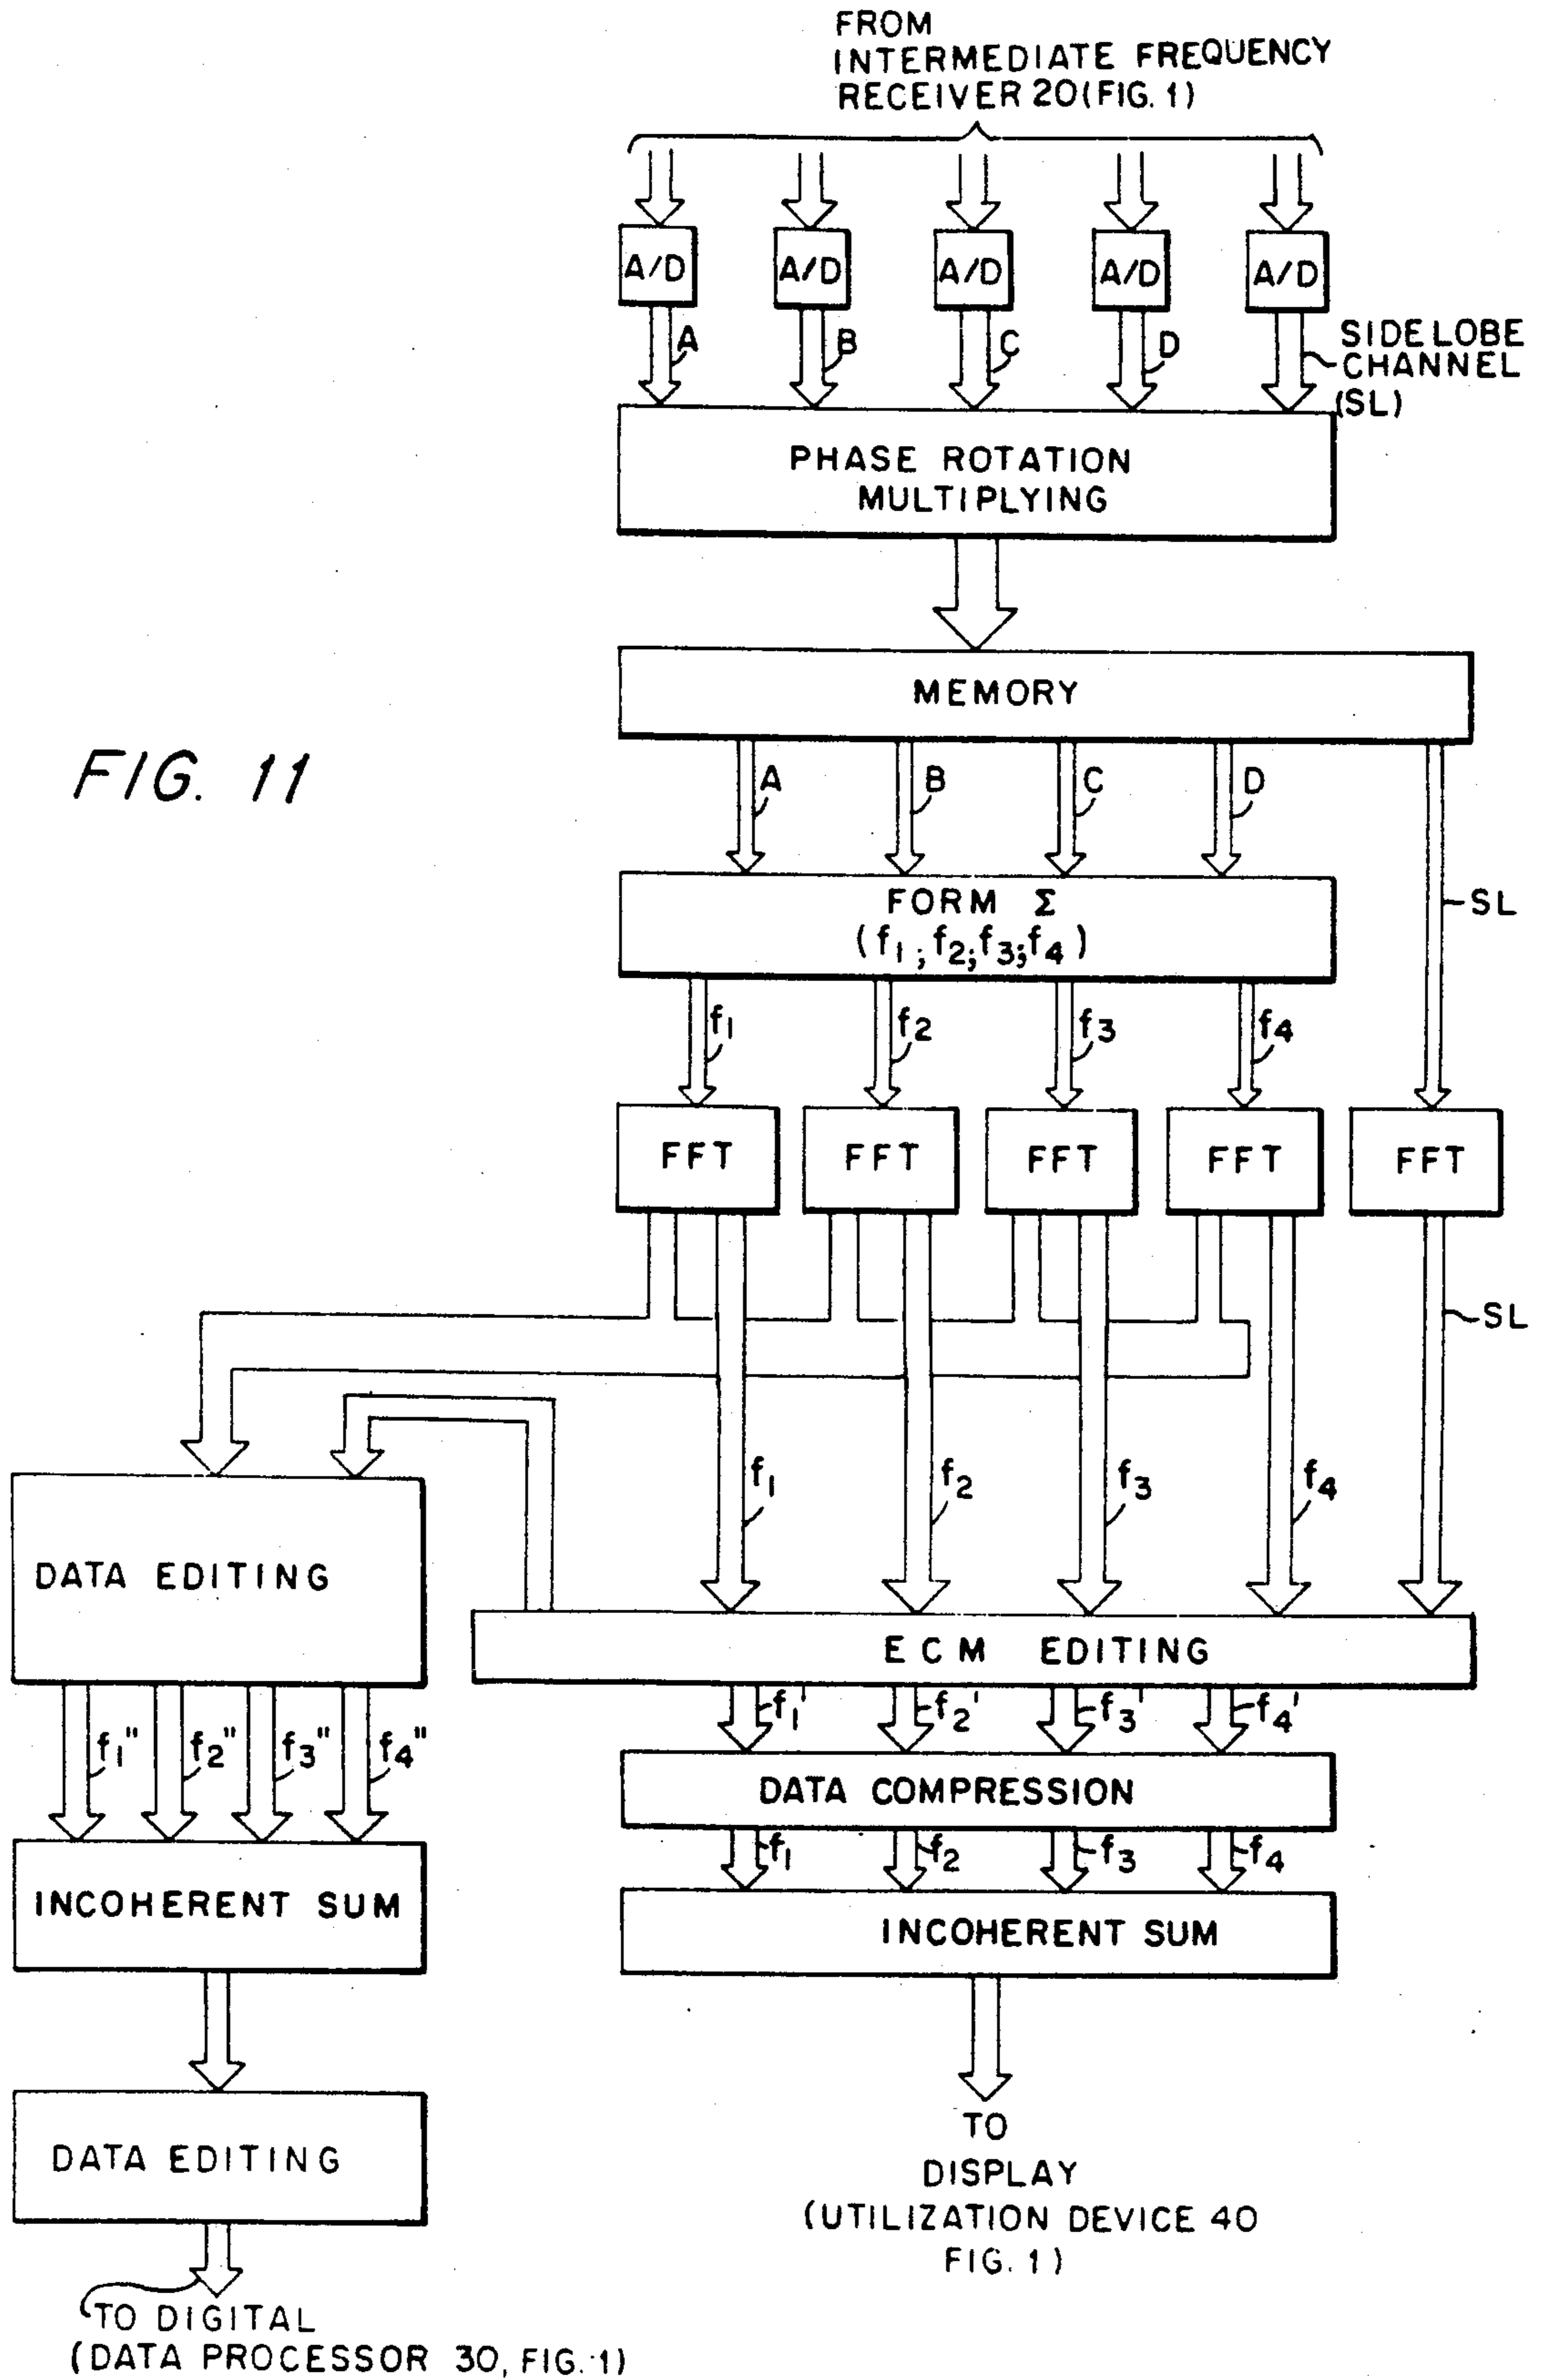 FROM
INTERMEDIATE FREQUENCY
RECEIVER 20 (FIG. 1)
A/D A/D A/D A/D A/D
A B C D SIDELOBE
CHANNEL
(SL)
PHASE ROTATION
MULTIPLYING
MEMORY
FIG. 11
A B C D
FORM Σ
(f1; f2; f3; f4)
SL
f1 f2 f3 f4
FFT FFT FFT FFT FFT
SL
f1 f2 f3 f4
DATA EDITING
ECM EDITING
f1' f2' f3' f4'
f1" f2" f3" f4"
DATA COMPRESSION
f1 f2 f3 f4
INCOHERENT SUM
INCOHERENT SUM
DATA EDITING
TO
DISPLAY
(UTILIZATION DEVICE 40
FIG. 1)
TO DIGITAL
(DATA PROCESSOR 30, FIG. 1)